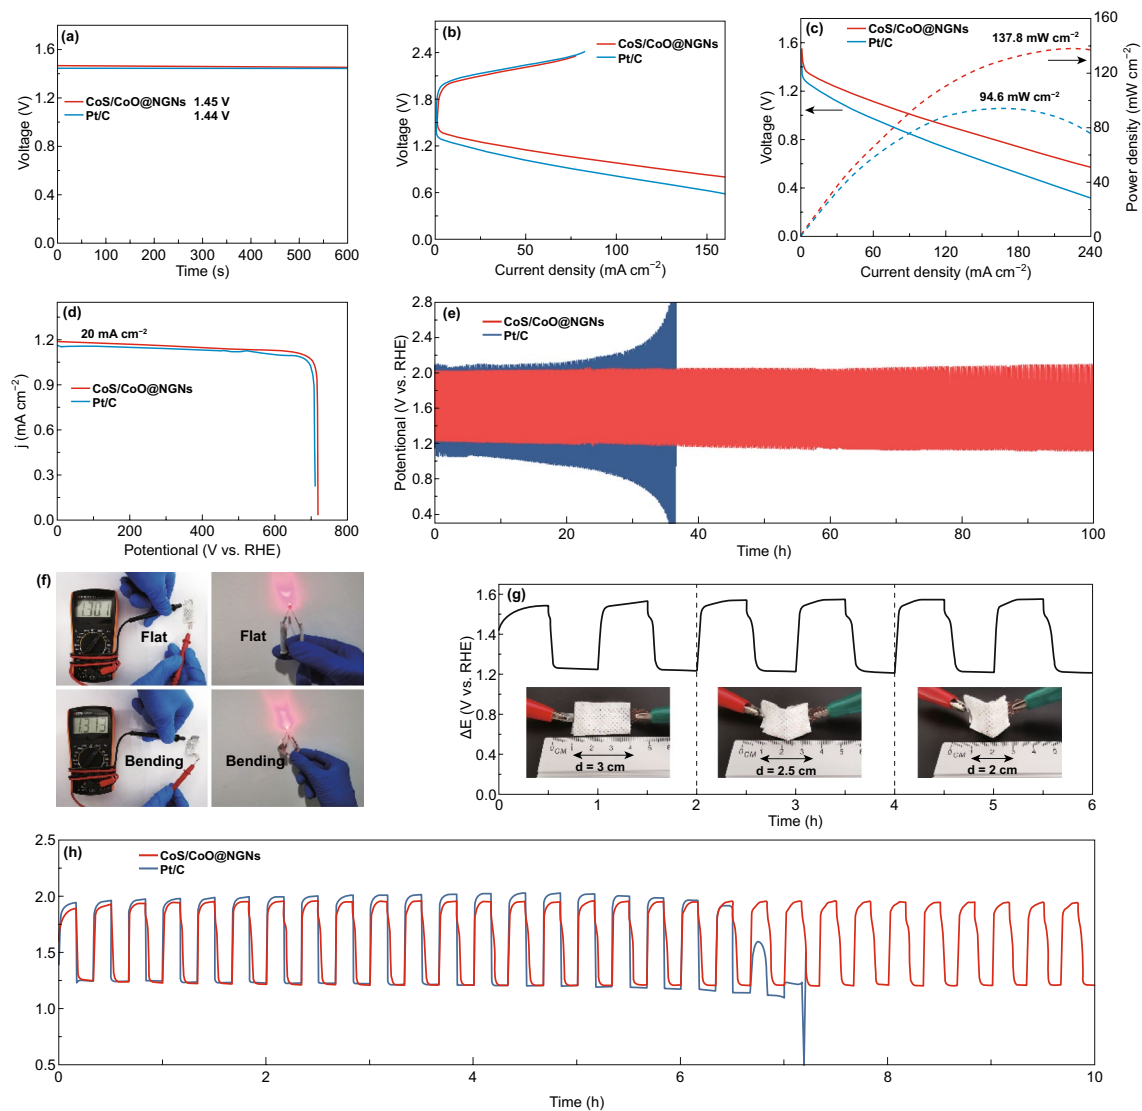 (a)
1.6
1.2
0.8
0.4
0.0
Voltage (V)
CoS/CoO@NGNs 1.45 V
Pt/C 1.44 V
0 100 200 300 400 500 600
Time (s)
(b)
2.4
1.8
1.2
0.6
0.0
Voltage (V)
CoS/CoO@NGNs
Pt/C
0 50 100 150
Current density (mA cm−2)
(c)
1.6
1.2
0.8
0.4
0.0
Voltage (V)
CoS/CoO@NGNs
Pt/C
137.8 mW cm−2
94.6 mW cm−2
160
120
80
40
0
Power density (mW cm−2)
0 60 120 180 240
Current density (mA cm−2)
(d)
1.2
0.9
0.6
0.3
0.0
j (mA cm−2)
20 mA cm−2
CoS/CoO@NGNs
Pt/C
0 200 400 600 800
Potentional (V vs. RHE)
(e)
2.8
2.4
2.0
1.6
1.2
0.8
0.4
Potentional (V vs. RHE)
CoS/CoO@NGNs
Pt/C
0 20 40 60 80 100
Time (h)
(f)
Flat
Flat
Bending
Bending
(g)
1.6
1.4
1.2
0.8
0.4
0.0
ΔE (V vs. RHE)
d = 3 cm
d = 2.5 cm
d = 2 cm
0 1 2 3 4 5 6
Time (h)
(h)
2.5
2.0
1.5
1.0
0.5
CoS/CoO@NGNs
Pt/C
0 2 4 6 8 10
Time (h)